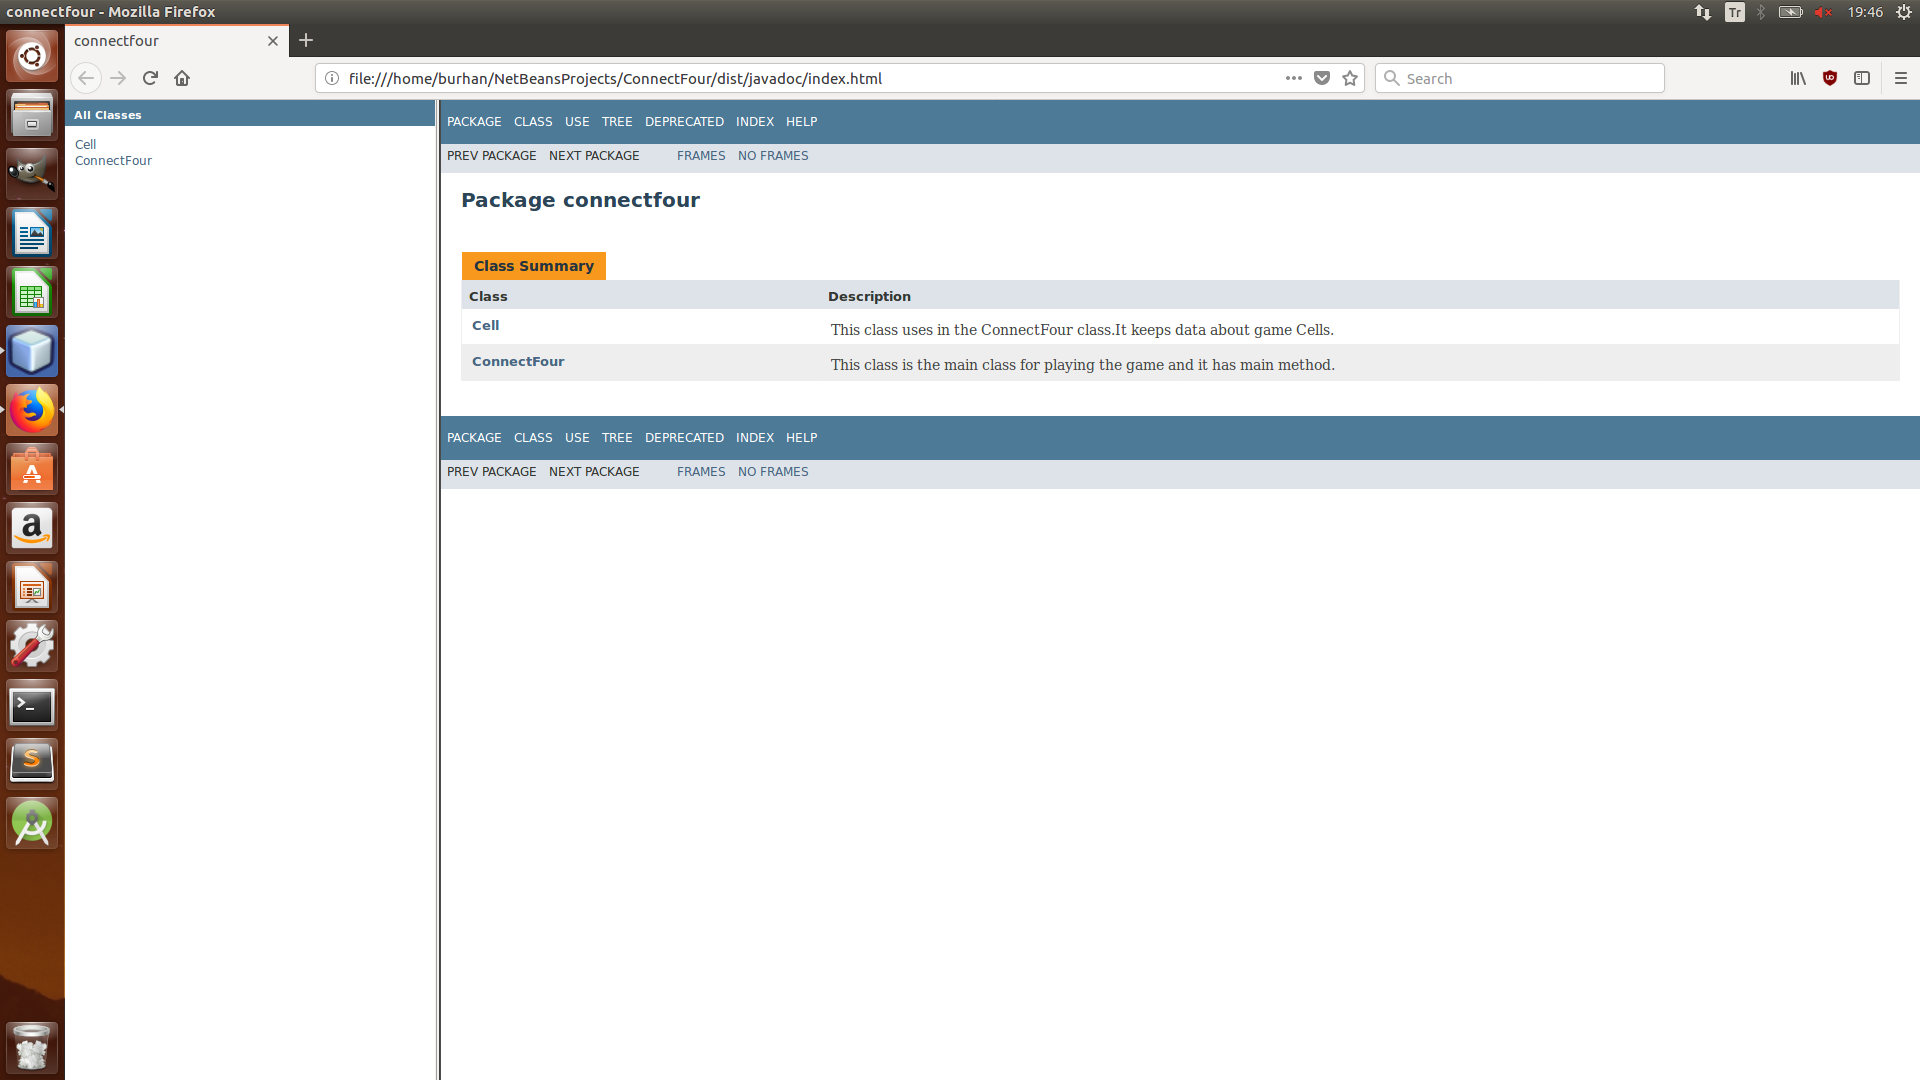 connectfour - Mozilla Firefox
Tr
19:46
connectfour
file:///home/burhan/NetBeansProjects/ConnectFour/dist/javadoc/index.html
Search
All Classes
Cell
ConnectFour
PACKAGE CLASS USE TREE DEPRECATED INDEX HELP
PREV PACKAGE NEXT PACKAGE FRAMES NO FRAMES
Package connectfour
Class Summary
Class Description
Cell This class uses in the ConnectFour class.It keeps data about game Cells.
ConnectFour This class is the main class for playing the game and it has main method.
PACKAGE CLASS USE TREE DEPRECATED INDEX HELP
PREV PACKAGE NEXT PACKAGE FRAMES NO FRAMES